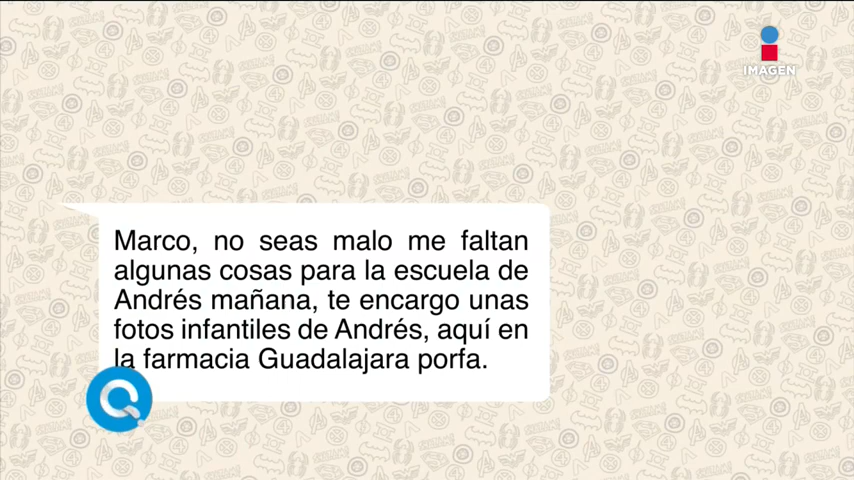 IMAGEN
Marco, no seas malo me faltan
algunas cosas para la escuela de
Andrés mañana, te encargo unas
fotos infantiles de Andrés, aquí en
la farmacia Guadalajara porfa.